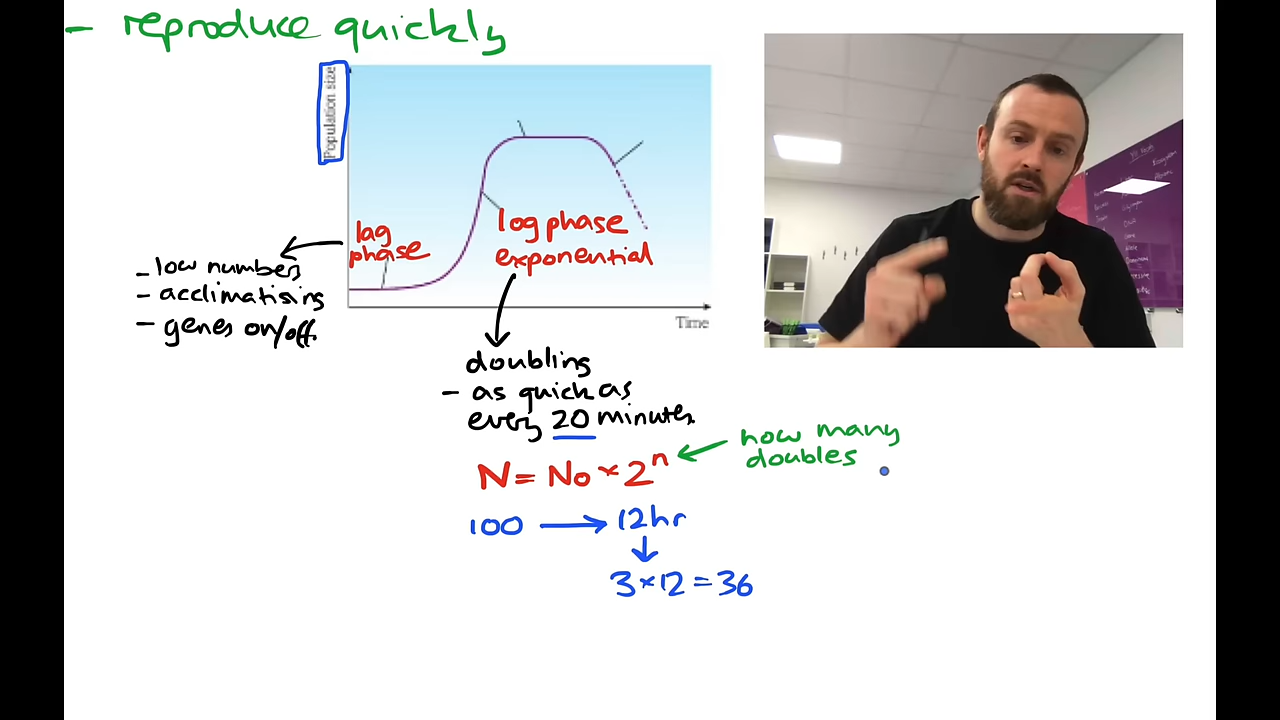 - reproduce quickly
Population size
lag
phase
log phase
exponential
- low numbers
- acclimatising
- genes on/off.
Time
doubling
- as quick as
every 20 minutes.
N = No × 2ⁿ
how many
doubles
100 → 12hr
3 × 12 = 36